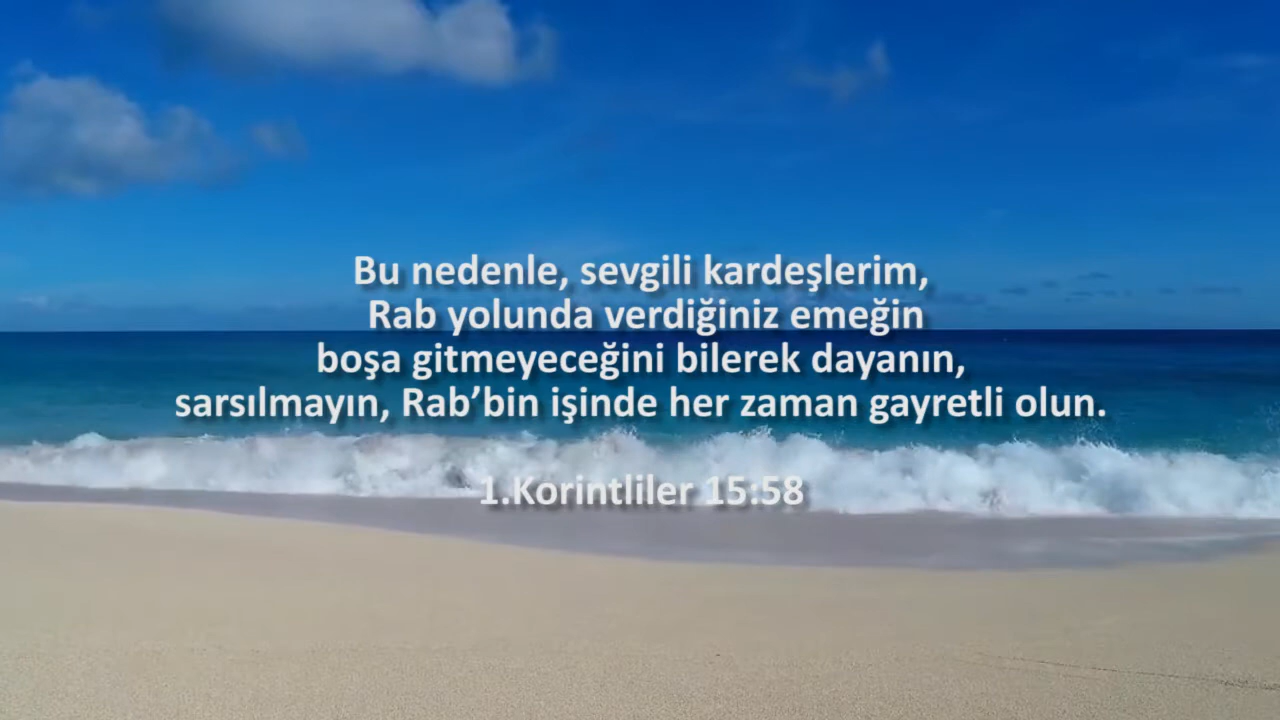 Bu nedenle, sevgili kardeşlerim,
Rab yolunda verdiğiniz emeğin
boşa gitmeyeceğini bilerek dayanın,
sarsılmayın, Rab’bin işinde her zaman gayretli olun.
1.Korintliler 15:58